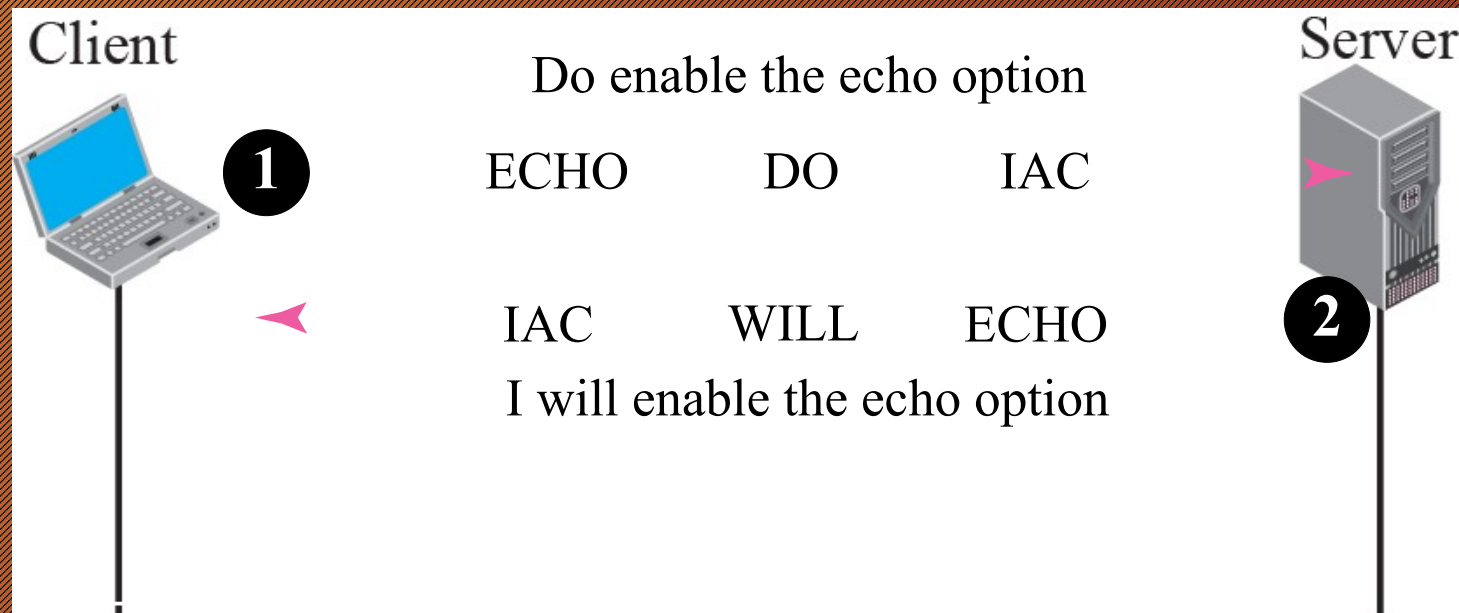 Client
Server
Do enable the echo option
1 ECHO DO IAC
IAC WILL ECHO 2
I will enable the echo option